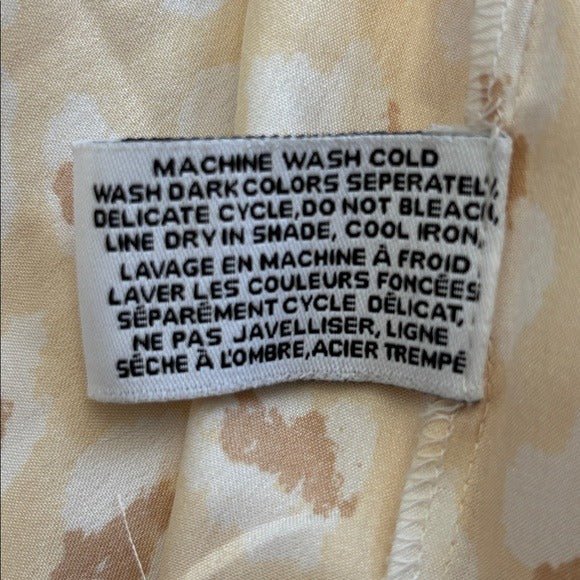 MACHINE WASH COLD
WASH DARK COLORS SEPERATELY,
DELICATE CYCLE, DO NOT BLEACH,
LINE DRY IN SHADE, COOL IRON,
LAVAGE EN MACHINE À FROID
LAVER LES COULEURS FONCÉES
SÉPARÉMENT CYCLE DÉLICAT,
NE PAS JAVELLISER, LIGNE
SÈCHE À L'OMBRE, ACIER TREMPÉ